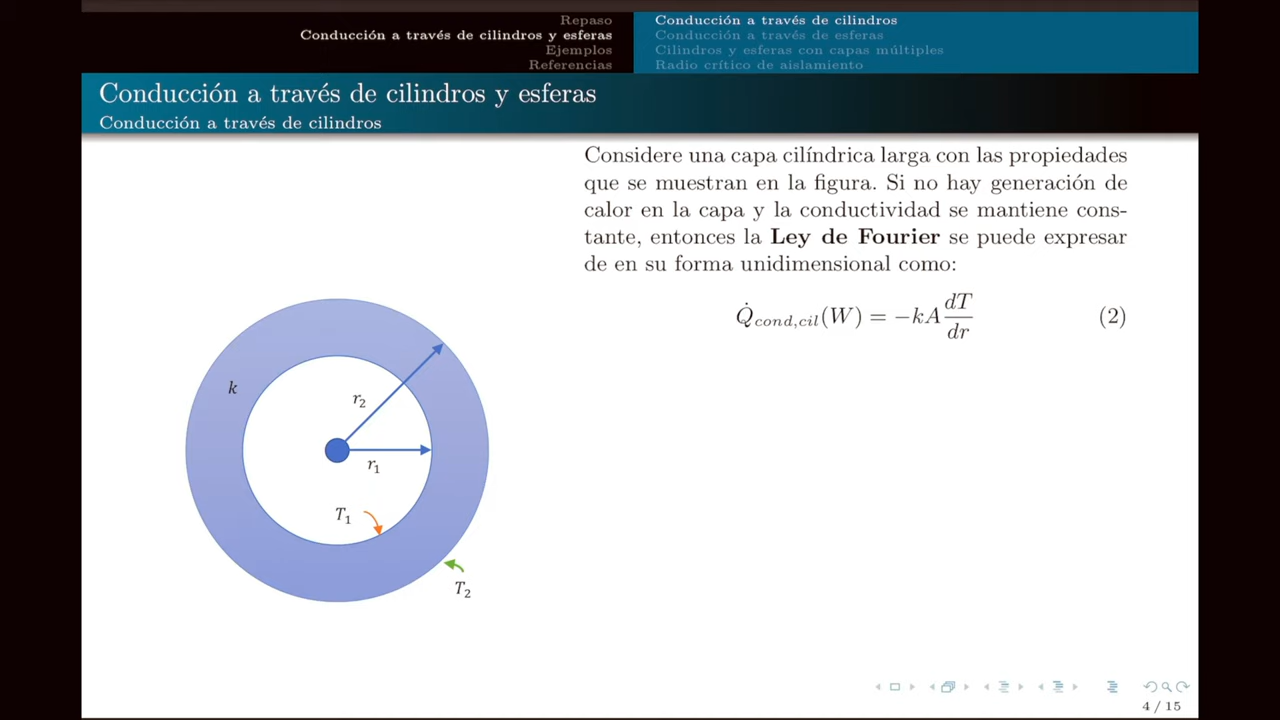 Repaso
Conducción a través de cilindros y esferas
Ejemplos
Referencias
Conducción a través de cilindros
Conducción a través de esferas
Cilindros y esferas con capas múltiples
Radio crítico de aislamiento
Conducción a través de cilindros y esferas
Conducción a través de cilindros
Considere una capa cilíndrica larga con las propiedades
que se muestran en la figura. Si no hay generación de
calor en la capa y la conductividad se mantiene cons-
tante, entonces la Ley de Fourier se puede expresar
de en su forma unidimensional como:
Q̇_{cond,cil}(W) = −kA dT/dr (2)
k
r₂
r₁
T₁
T₂
4 / 15